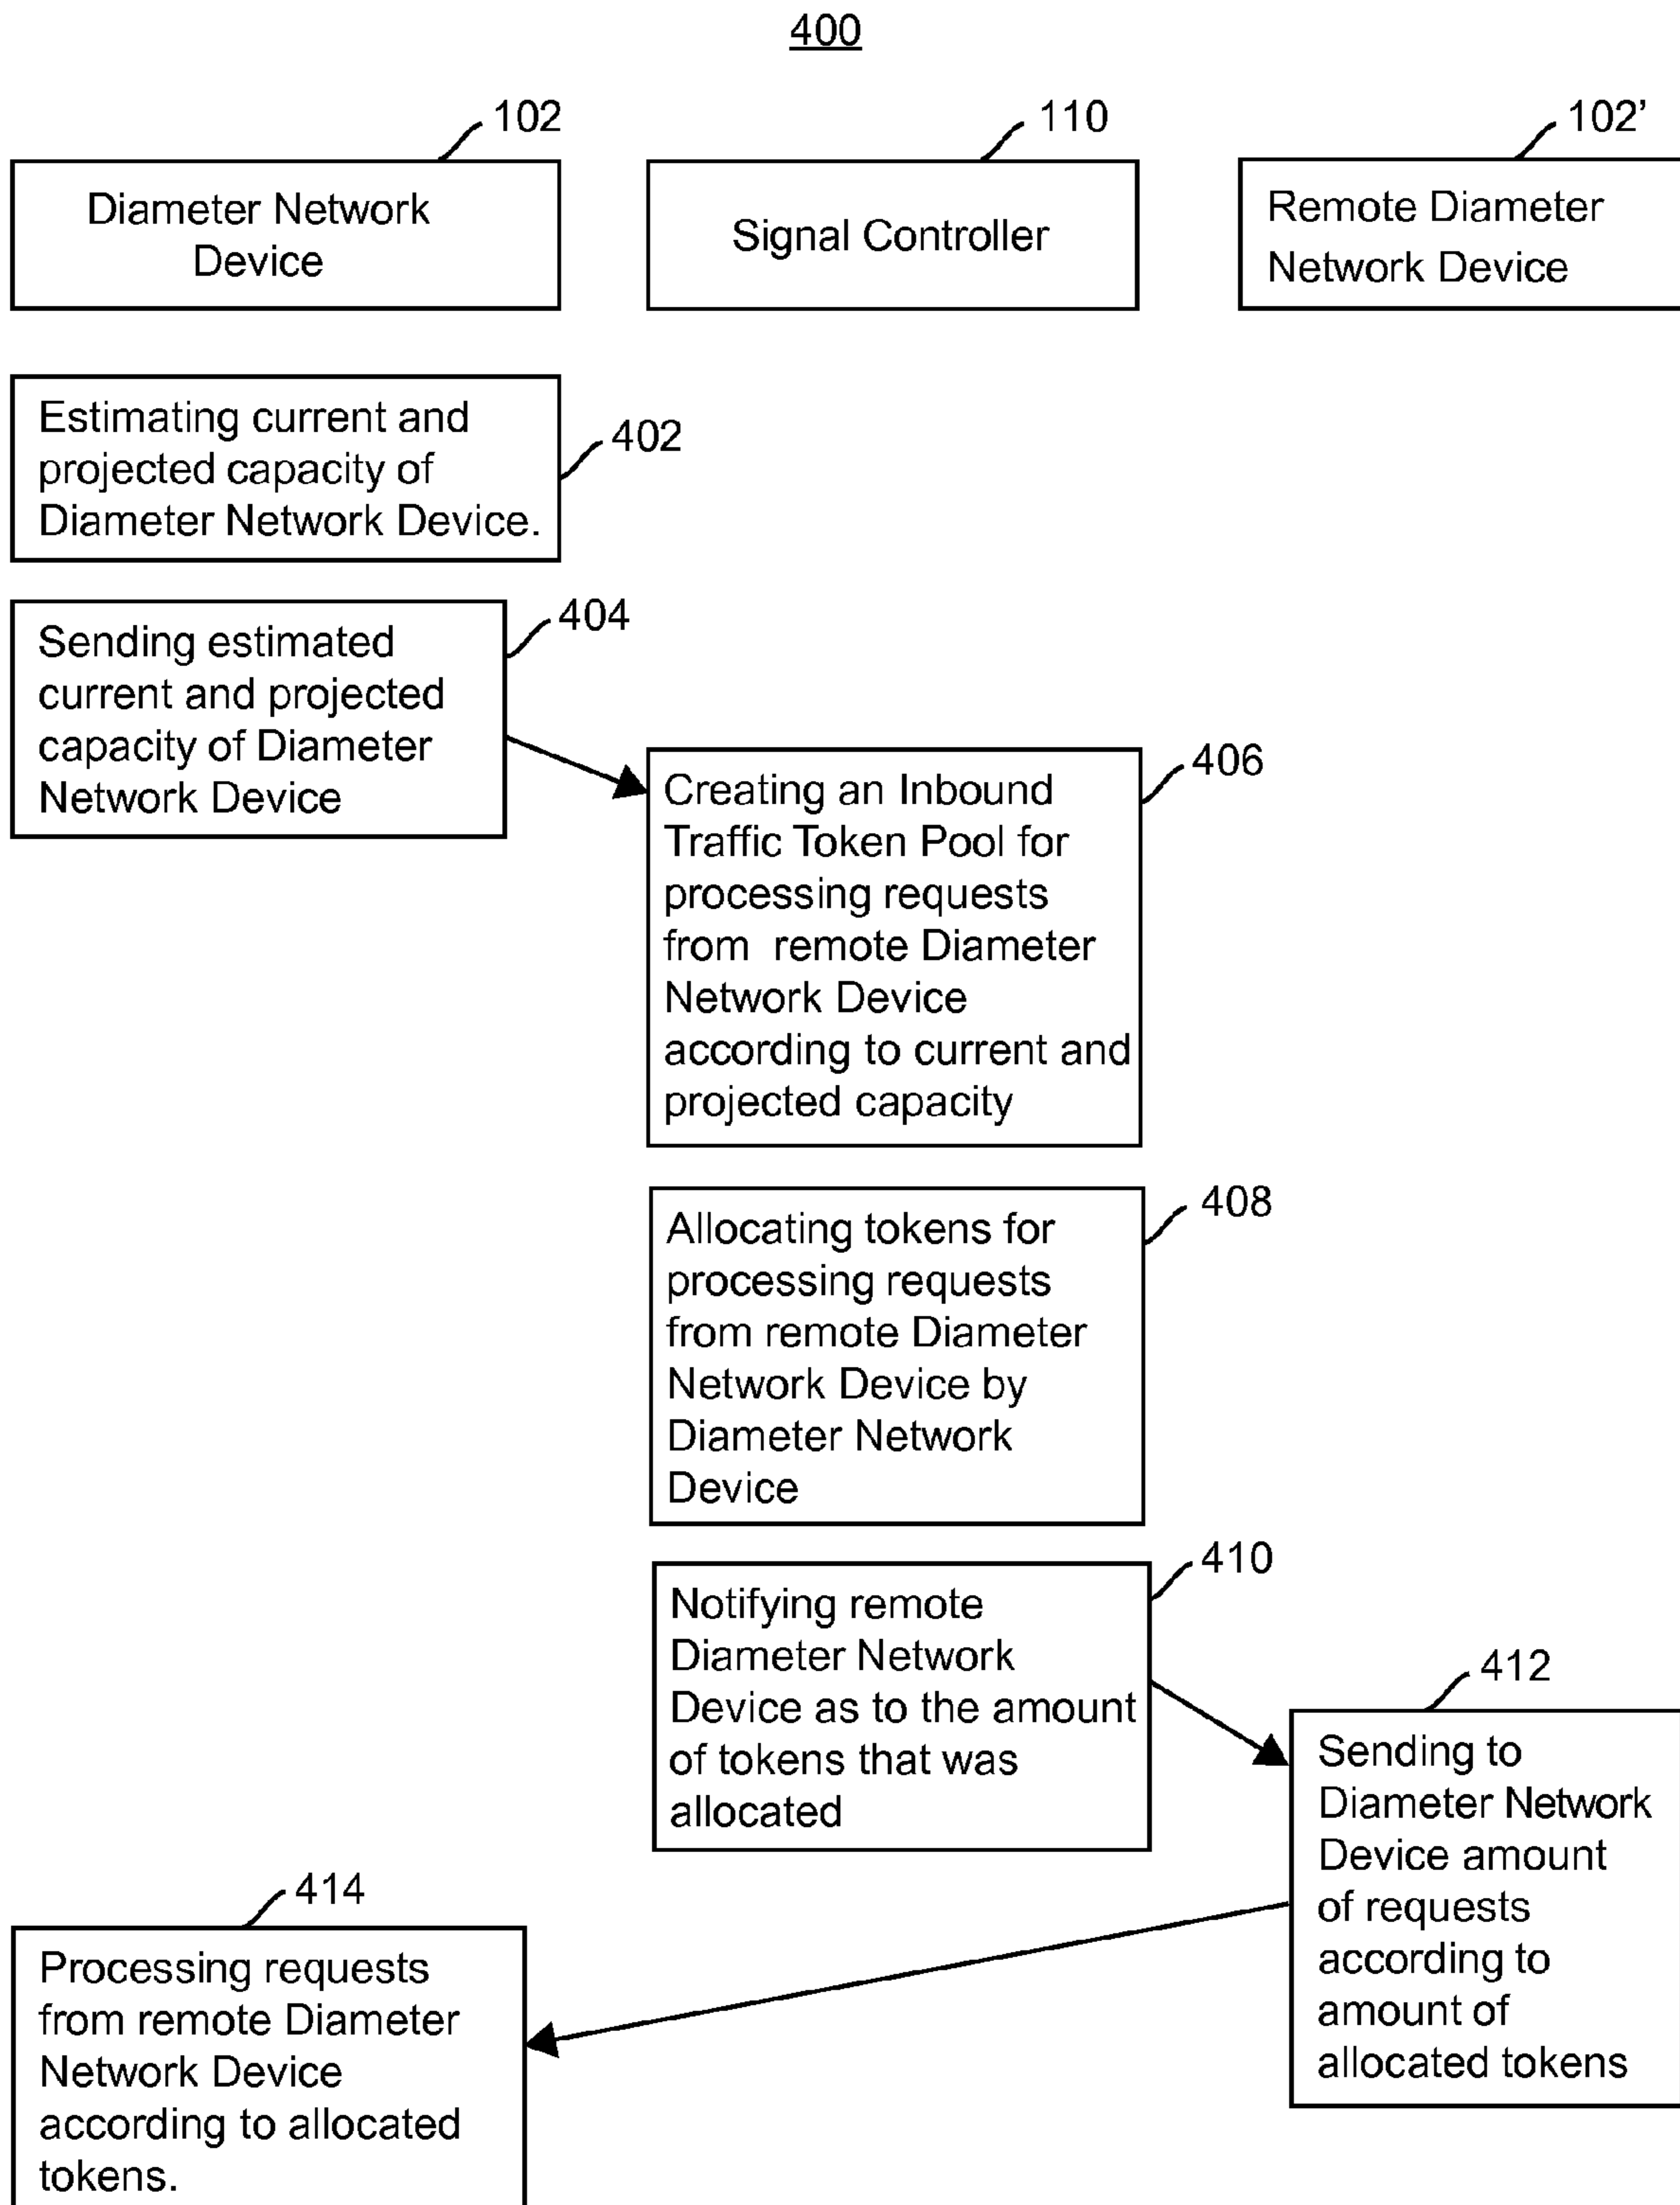 400
102
110
102’
Diameter Network
Device
Signal Controller
Remote Diameter
Network Device
Estimating current and
projected capacity of
Diameter Network Device.
402
Sending estimated
current and projected
capacity of Diameter
Network Device
404
Creating an Inbound
Traffic Token Pool for
processing requests
from remote Diameter
Network Device
according to current and
projected capacity
406
Allocating tokens for
processing requests
from remote Diameter
Network Device by
Diameter Network
Device
408
Notifying remote
Diameter Network
Device as to the amount
of tokens that was
allocated
410
412
Sending to
Diameter Network
Device amount
of requests
according to
amount of
allocated tokens
414
Processing requests
from remote Diameter
Network Device
according to allocated
tokens.